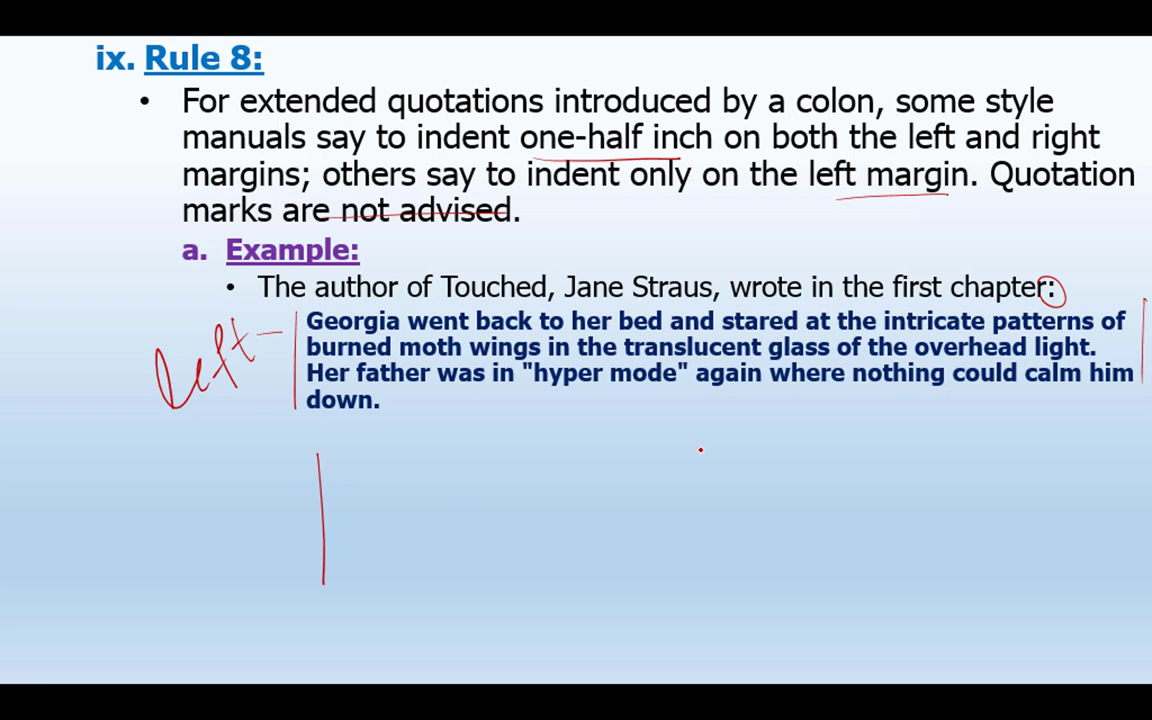 ix. Rule 8:
• For extended quotations introduced by a colon, some style
manuals say to indent one-half inch on both the left and right
margins; others say to indent only on the left margin. Quotation
marks are not advised.
a. Example:
• The author of Touched, Jane Straus, wrote in the first chapter:
Georgia went back to her bed and stared at the intricate patterns of
burned moth wings in the translucent glass of the overhead light.
Her father was in "hyper mode" again where nothing could calm him
down.
left